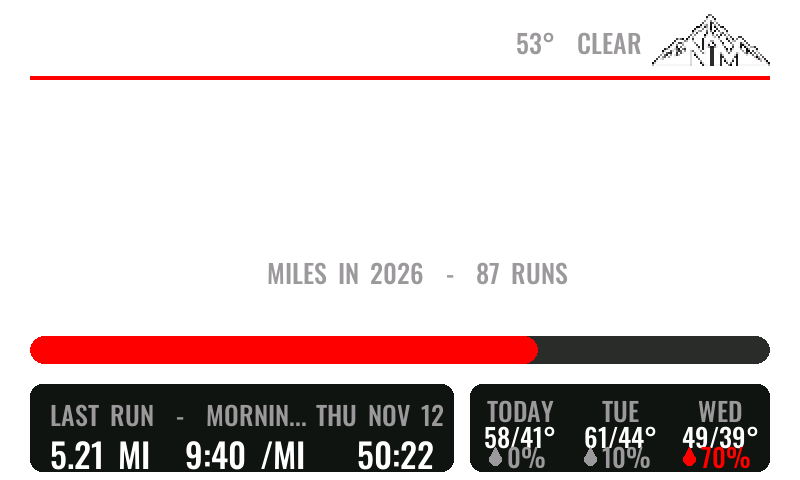 53° CLEAR
MILES IN 2026 - 87 RUNS
LAST RUN - MORNIN... THU NOV 12
5.21 MI 9:40 /MI 50:22
TODAY TUE WED
58/41° 61/44° 49/39°
0% 10% 70%